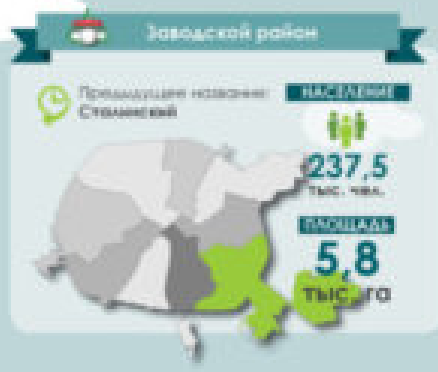 Заводской район
Предыдущее название:
Сталинский
НАСЕЛЕНИЕ
237,5
тыс. чел.
ПЛОЩАДЬ
5,8
тыс. га